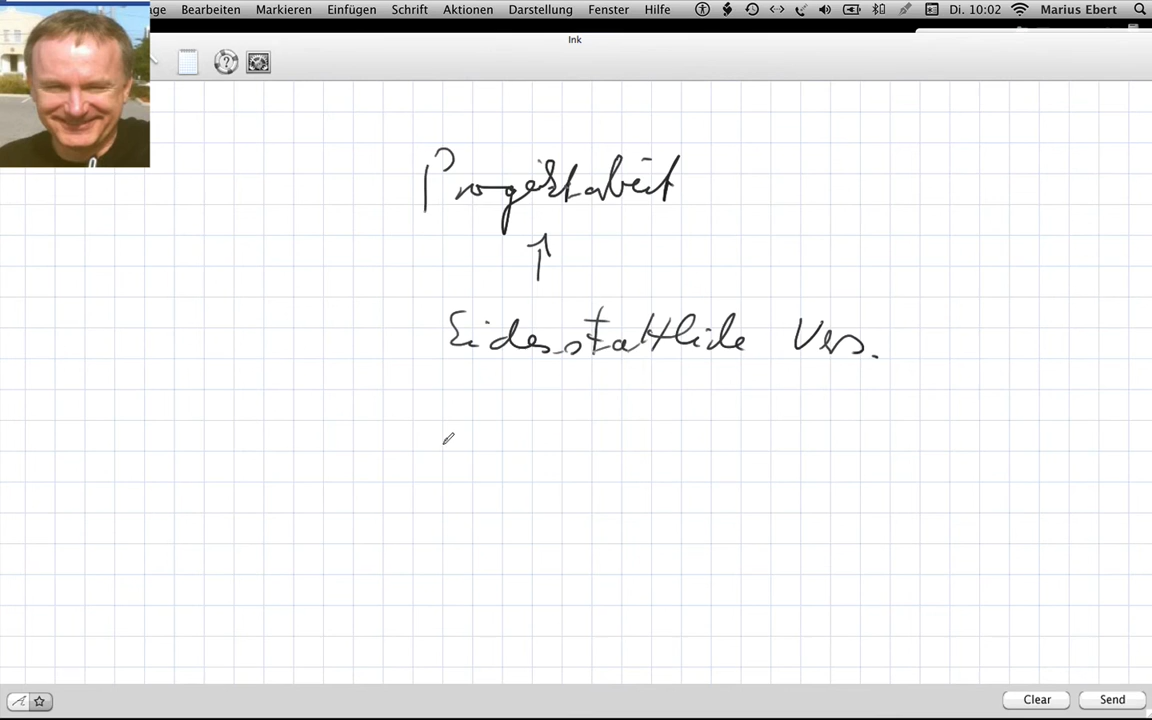 ge Bearbeiten Markieren Einfügen Schrift Aktionen Darstellung Fenster Hilfe Di. 10:02 Marius Ebert
Ink
Projektarbeit
↑
Eidesstattliche Vers.
Clear Send